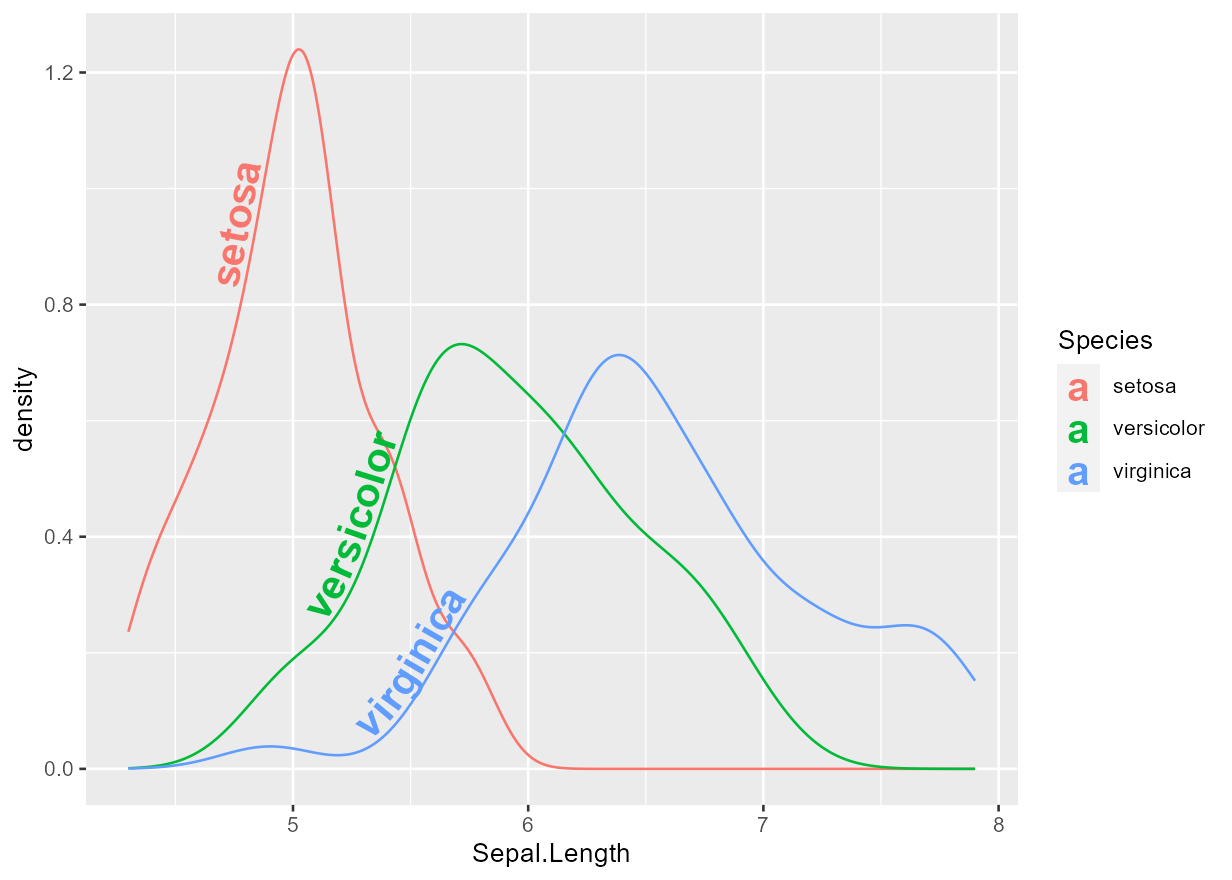 1.2
0.8
0.4
0.0
density
setosa
versicolor
virginica
5 6 7 8
Sepal.Length
Species
a setosa
a versicolor
a virginica